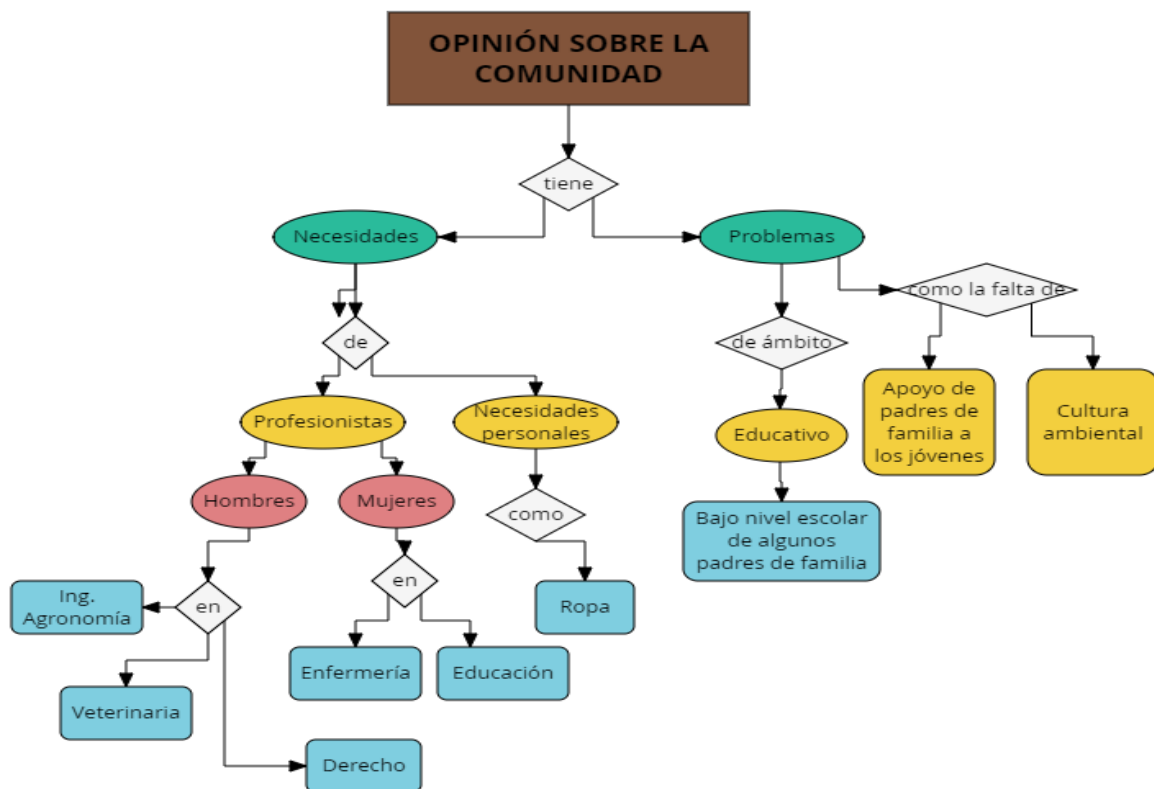 OPINIÓN SOBRE LA
COMUNIDAD
tiene
Necesidades
Problemas
como la falta de
de
de ámbito
Profesionistas
Necesidades
personales
Educativo
Apoyo de
padres de
familia a
los jóvenes
Cultura
ambiental
Hombres
Mujeres
como
Bajo nivel escolar
de algunos
padres de familia
Ing.
Agronomía
en
en
Ropa
Enfermería
Educación
Veterinaria
Derecho